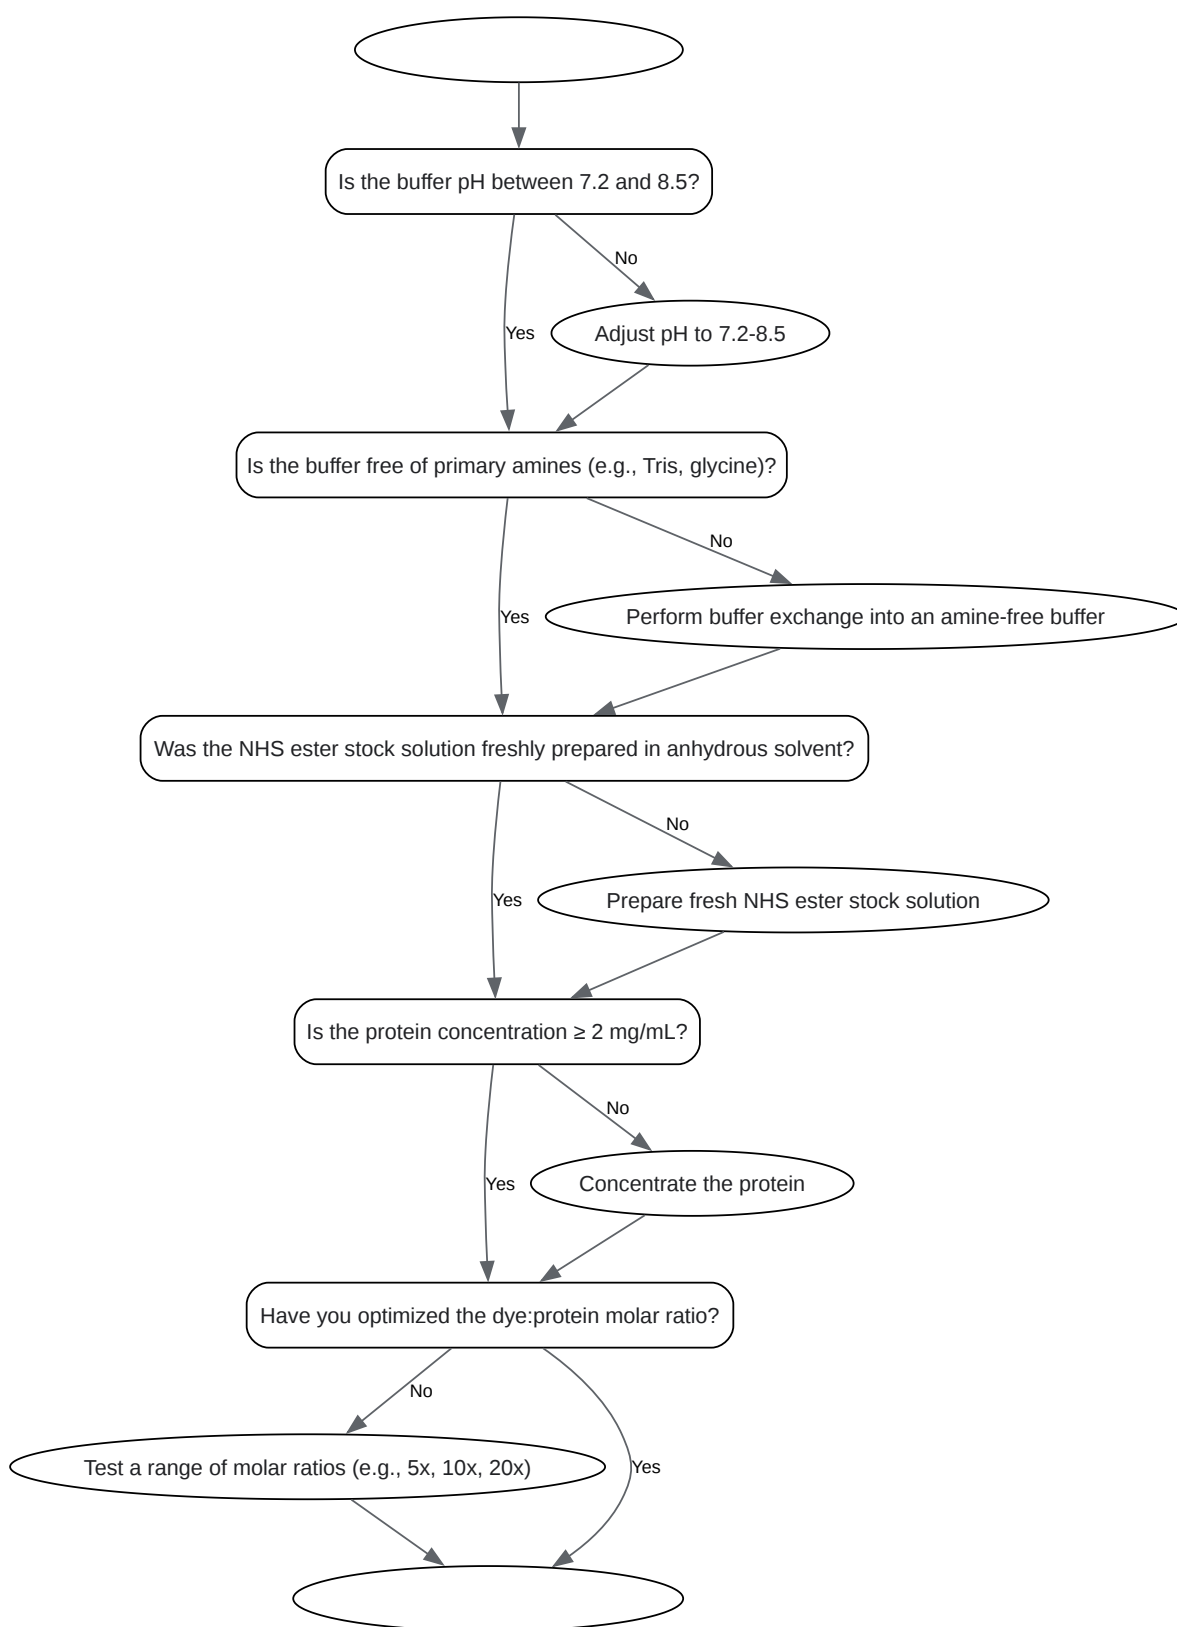 Is the buffer pH between 7.2 and 8.5?
No
Yes
Adjust pH to 7.2-8.5
Is the buffer free of primary amines (e.g., Tris, glycine)?
No
Yes
Perform buffer exchange into an amine-free buffer
Was the NHS ester stock solution freshly prepared in anhydrous solvent?
No
Yes
Prepare fresh NHS ester stock solution
Is the protein concentration ≥ 2 mg/mL?
No
Yes
Concentrate the protein
Have you optimized the dye:protein molar ratio?
No
Test a range of molar ratios (e.g., 5x, 10x, 20x)
Yes